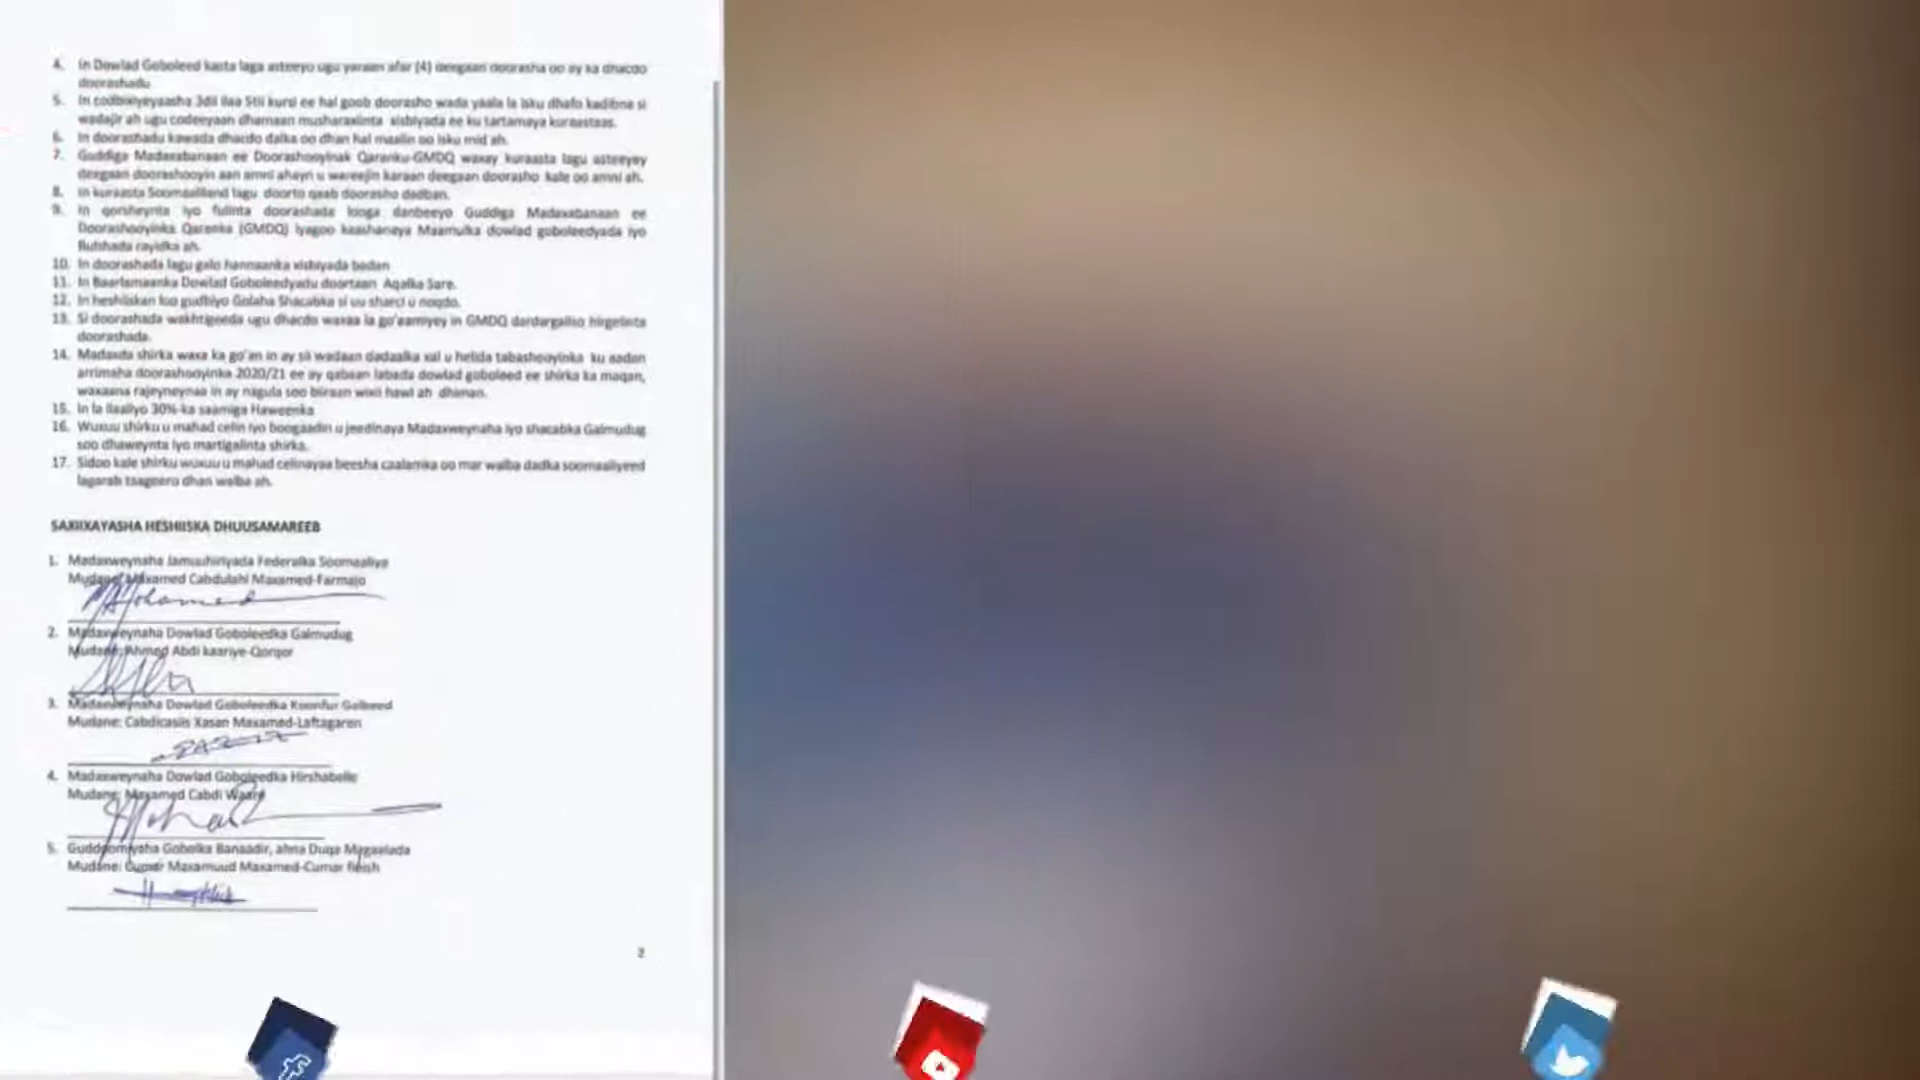 4. In Dowlad Goboleed kasta laga asteeyo ugu yaraan afar (4) deegaan doorasha oo ay ka dhacdo
doorashadu
5. In codbixiyeyaasha 3dii ilaa 5tii kursi ee hal goob doorasho wada yaala la isku dhafo kadibna si
wadajir ah ugu codeeyaan dhamaan musharaxiinta xisbiyada ee ku tartamaya kuraastaas.
6. In doorashadu kawada dhacdo dalka oo dhan hal maalin oo isku mid ah.
7. Guddiga Madaxabanaan ee Doorashooyinak Qaranku-GMDQ waxay kuraasta lagu asteeyey
deegaan doorashooyin aan amni ahayn u wareejin karaan deegaan doorasho kale oo amni ah.
8. In kuraasta Soomaaliland lagu doorto qaab doorasho dadban.
9. In qorsheynta iyo fulinta doorashada looga danbeeyo Guddiga Madaxabanaan ee
Doorashooyinka Qaranka (GMDQ) iyagoo kaashanaya Maamulka dowlad goboleedyada iyo
Bulshada rayidka ah.
10. In doorashada lagu galo hannaanka xisbiyada badan
11. In Baarlamaanka Dowlad Goboleedyadu doortaan Aqalka Sare.
12. In heshiiskan loo gudbiyo Golaha Shacabka si uu sharci u noqdo.
13. Si doorashada wakhtigeeda ugu dhacdo waxaa la go'aamiyey in GMDQ dardargaliso hirgelinta
doorashada.
14. Madaxda shirka waxa ka go'an in ay sii wadaan dadaalka xal u helida tabashooyinka ku aadan
arrimaha doorashooyinka 2020/21 ee ay qabaan labada dowlad goboleed ee shirka ka maqan,
waxaana rajeyneynaa in ay nagula soo biiraan wixii hawl ah dhiman.
15. In la ilaaliyo 30%-ka saamiga Haweenka
16. Wuxuu shirku u mahad celin iyo boogaadin u jeedinaya Madaxweynaha iyo shacabka Galmudug
soo dhaweynta iyo martigalinta shirka.
17. Sidoo kale shirku wuxuu u mahad celinayaa beesha caalamka oo mar walba dadka soomaaliyeed
lagarab taageero dhan walba ah.
SAXIIXAYASHA HESHIISKA DHUUSAMAREEB
1. Madaxweynaha Jamuuhiriyada Federalka Soomaaliya
Mudane: Maxamed Cabdulahi Maxamed-Farmajo
2. Madaxweynaha Dowlad Goboleedka Galmudug
Mudane: Ahmed Abdi kaariye-Qorqor
3. Madaxweynaha Dowlad Goboleedka Koonfur Galbeed
Mudane: Cabdicasiis Xasan Maxamed-Laftagaren
4. Madaxweynaha Dowlad Goboleedka Hirshabelle
Mudane: Maxamed Cabdi Waare
5. Guddoomiyaha Gobolka Banaadir, ahna Duqa Magaalada
Mudane: Cumar Maxamuud Maxamed-Cumar
2